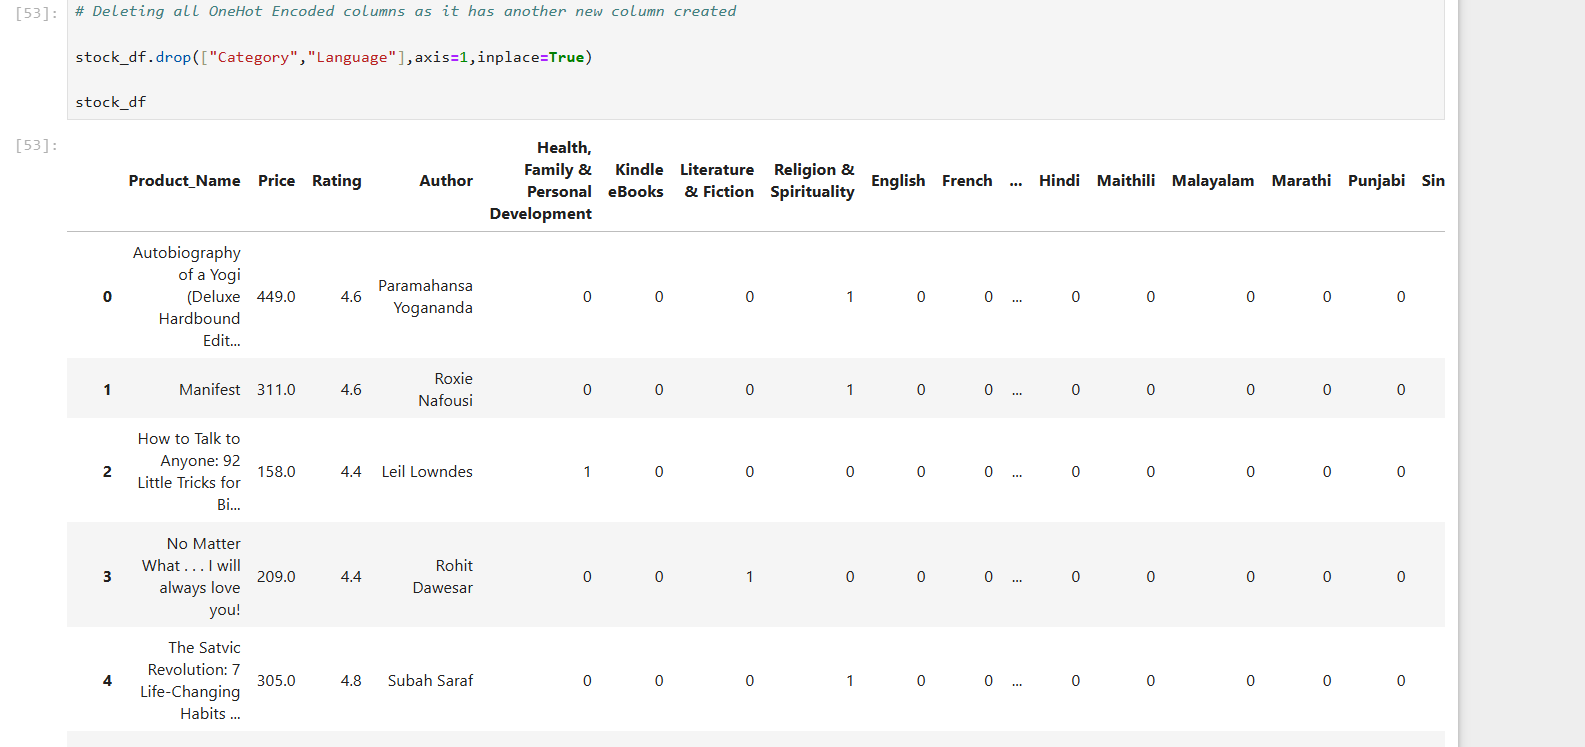 [53]: # Deleting all OneHot Encoded columns as it has another new column created
stock_df.drop(["Category","Language"],axis=1,inplace=True)
stock_df
[53]:
Product_Name Price Rating Author Health, Family & Personal Development Kindle eBooks Literature & Fiction Religion & Spirituality English French ... Hindi Maithili Malayalam Marathi Punjabi Sin
0 Autobiography of a Yogi (Deluxe Hardbound Edit... 449.0 4.6 Paramahansa Yogananda 0 0 0 1 0 0 ... 0 0 0 0 0
1 Manifest 311.0 4.6 Roxie Nafousi 0 0 0 1 0 0 ... 0 0 0 0 0
2 How to Talk to Anyone: 92 Little Tricks for Bi... 158.0 4.4 Leil Lowndes 1 0 0 0 0 0 ... 0 0 0 0 0
3 No Matter What . . . I will always love you! 209.0 4.4 Rohit Dawesar 0 0 1 0 0 0 ... 0 0 0 0 0
4 The Satvic Revolution: 7 Life-Changing Habits ... 305.0 4.8 Subah Saraf 0 0 0 1 0 0 ... 0 0 0 0 0